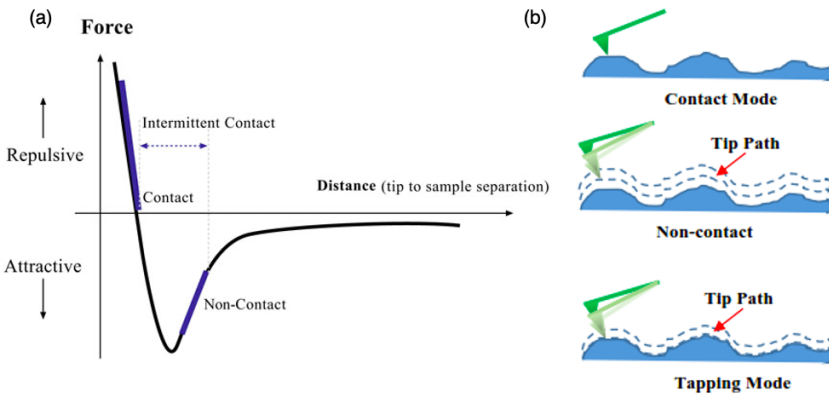 (a)
Force
Repulsive
Attractive
Intermittent Contact
Contact
Distance (tip to sample separation)
Non-Contact
(b)
Contact Mode
Tip Path
Non-contact
Tip Path
Tapping Mode